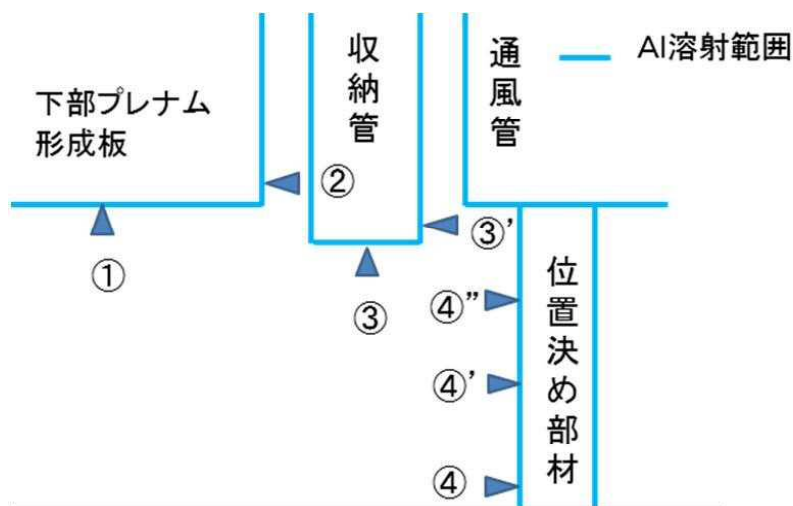 収納管
通風管
Al溶射範囲
下部プレナム
形成板
②
①
③’
③
④”
④’
④
位置決め部材